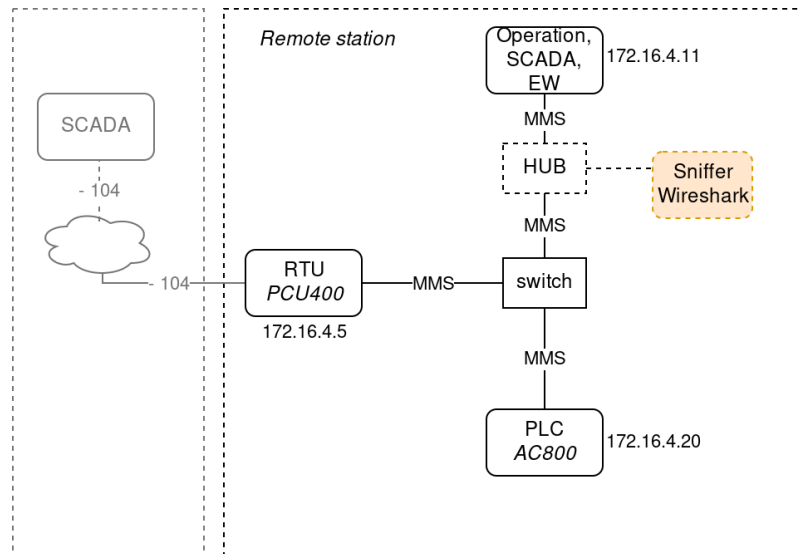 Remote station
Operation,
SCADA,
EW
172.16.4.11
MMS
HUB
Sniffer
Wireshark
MMS
SCADA
- 104
- 104
RTU
PCU400
172.16.4.5
MMS
switch
MMS
PLC
AC800
172.16.4.20